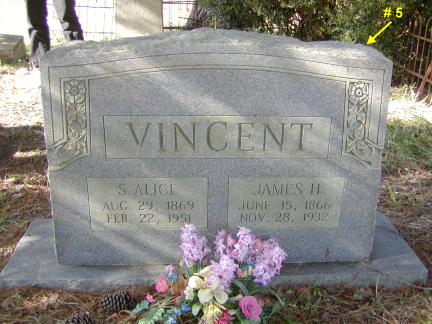 # 5
VINCENT
S. ALICE
AUG. 29, 1869
FEB. 22, 1951
JAMES H.
JUNE 15, 1866
NOV. 28, 1932